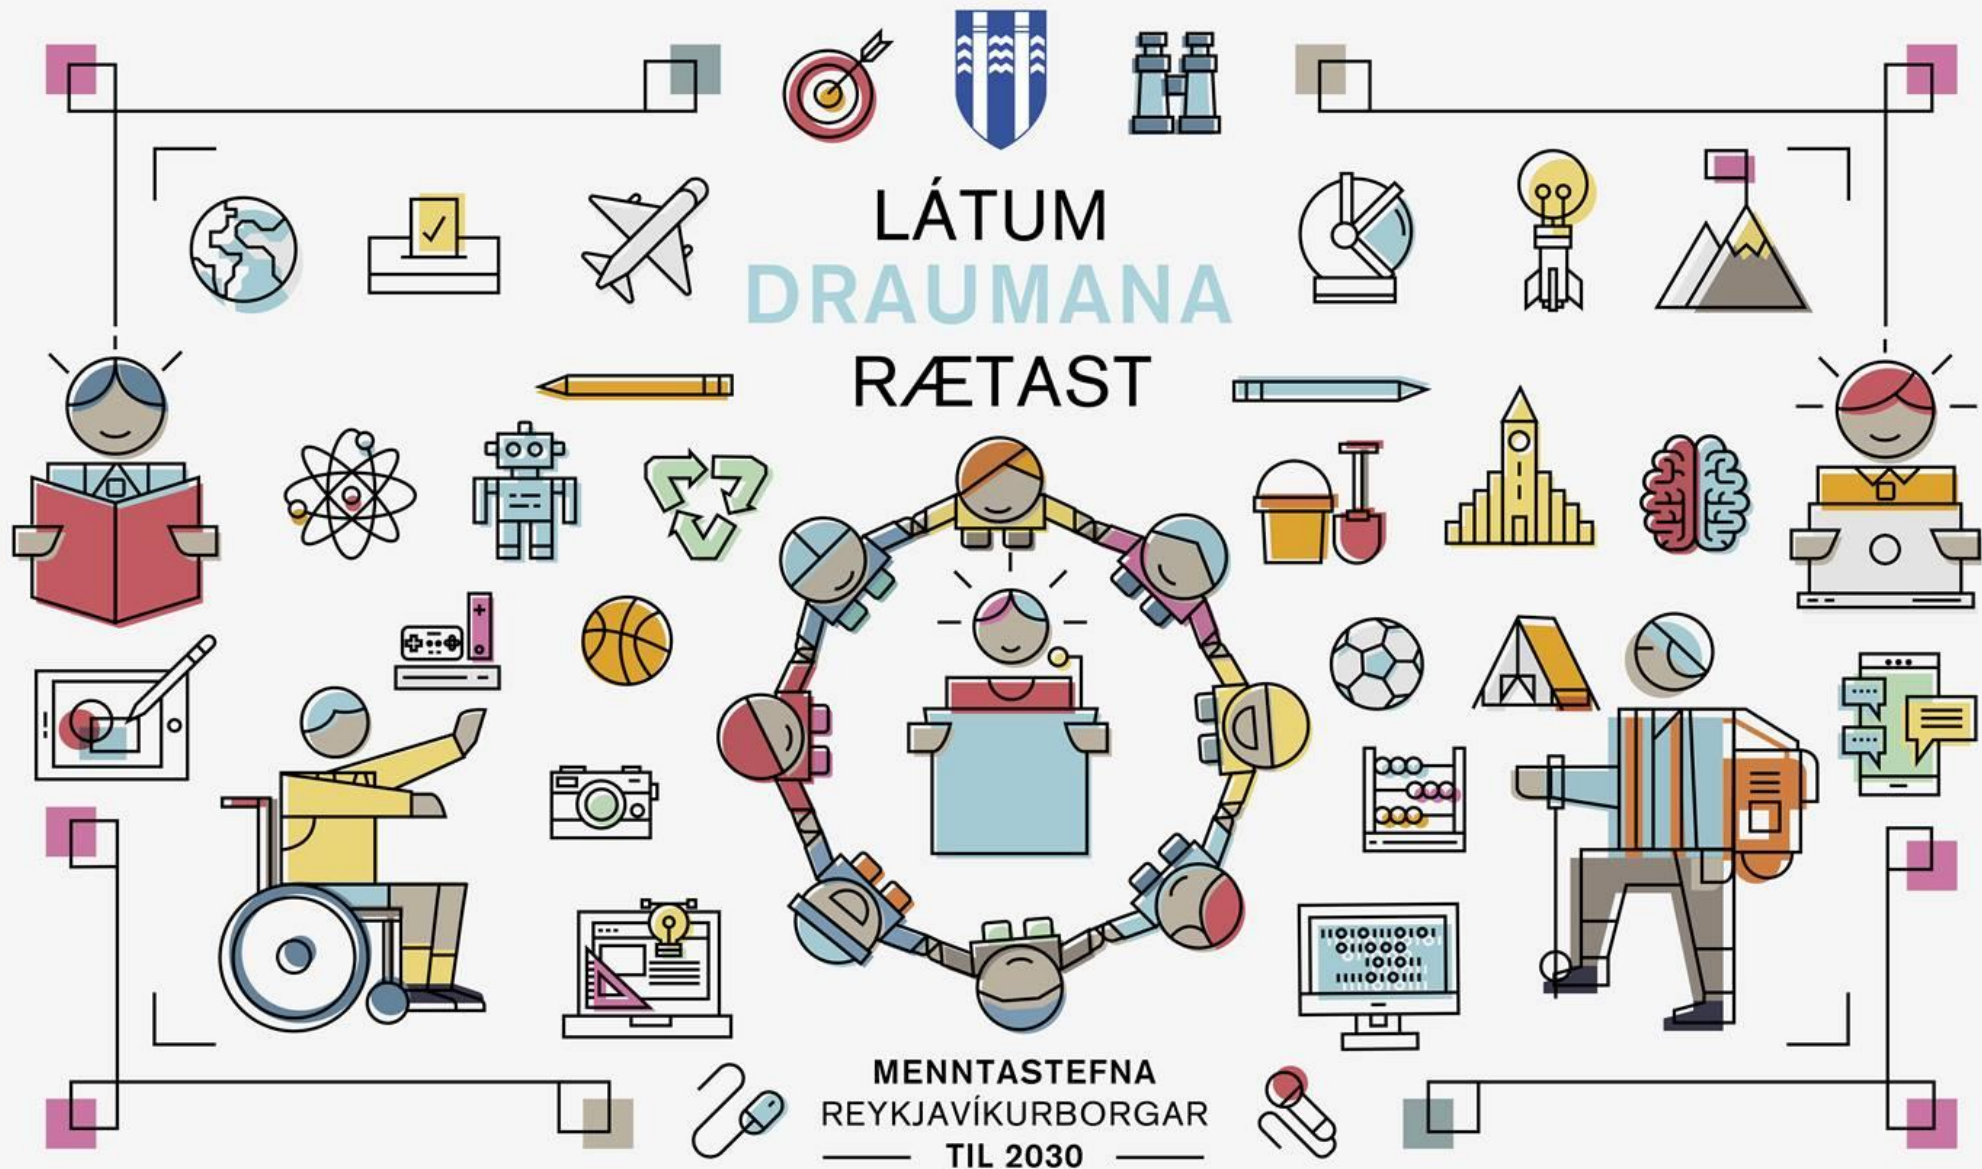 LÁTUM
DRAUMANA
RÆTAST
MENNTASTEFNA
REYKJAVÍKURBORGAR
TIL 2030